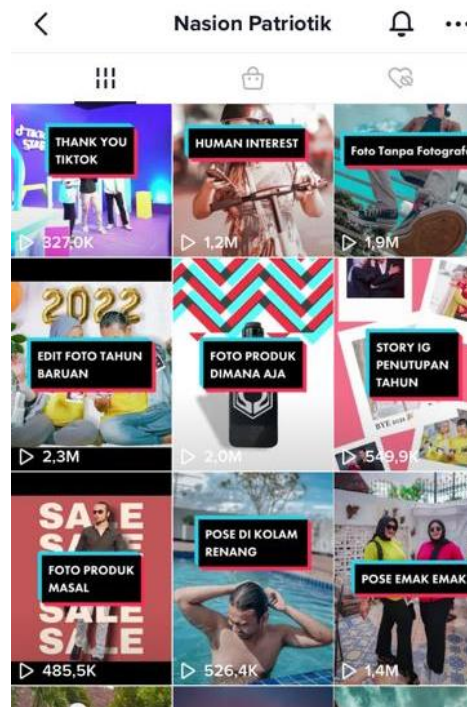 Nasion Patriotik
THANK YOU
TIKTOK
327,0K
HUMAN INTEREST
1,2M
Foto Tanpa Fotografe
1,9M
2022
EDIT FOTO TAHUN
BARUAN
2,3M
FOTO PRODUK
DIMANA AJA
2,0M
STORY IG
PENUTUPAN
TAHUN
549,9K
SALE
FOTO PRODUK
MASAL
SALE
SALE
485,5K
POSE DI KOLAM
RENANG
526,4K
POSE EMAK EMAK
1,4M